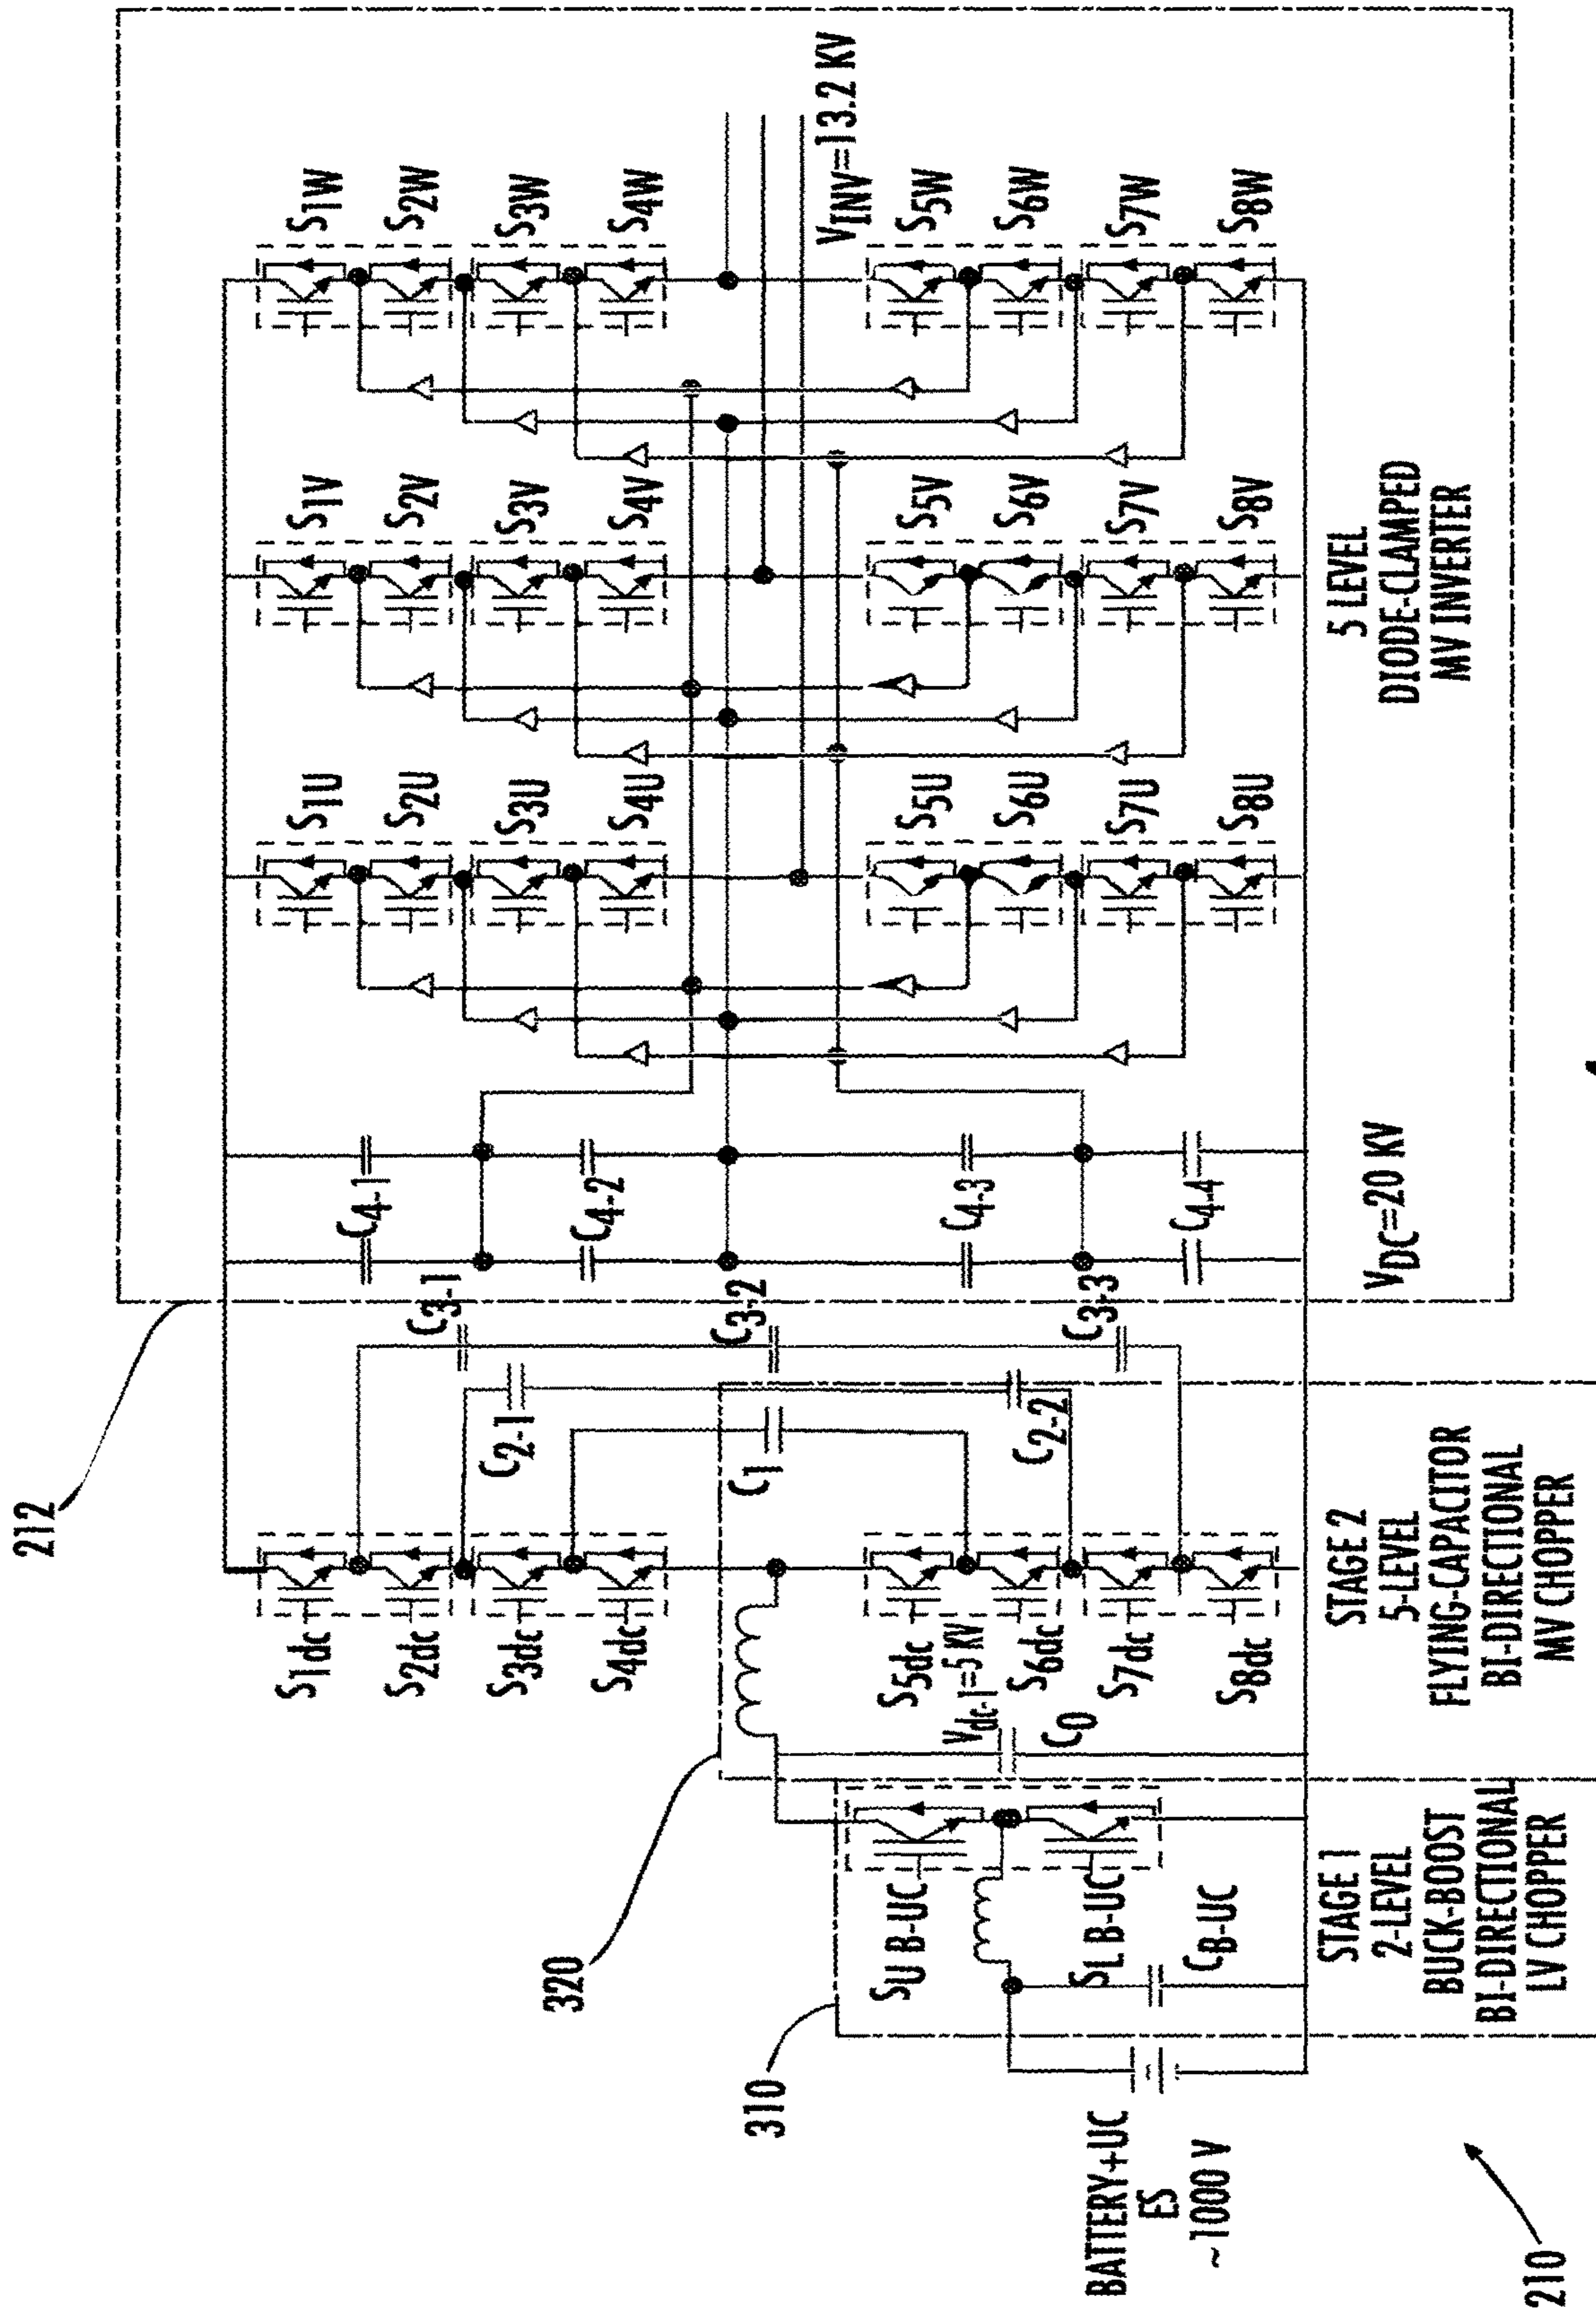 212
S1W
S2W
S3W
S4W
VINV=13.2 KV
S5W
S6W
S7W
S8W
S1V
S2V
S3V
S4V
S5V
S6V
S7V
S8V
S1U
S2U
S3U
S4U
S5U
S6U
S7U
S8U
5 LEVEL
DIODE-CLAMPED
MV INVERTER
C4-1
C4-2
C4-3
C4-4
VDC=20 KV
C3-1
C3-2
C3-3
C2-1
C1
C2-2
S1dc
S2dc
S3dc
S4dc
S5dc
Vdc-1=5 KV
S6dc
S7dc
S8dc
C0
STAGE 2
5-LEVEL
FLYING-CAPACITOR
BI-DIRECTIONAL
MV CHOPPER
320
SU B-UC
SL B-UC
CB-UC
STAGE 1
2-LEVEL
BUCK-BOOST
BI-DIRECTIONAL
LV CHOPPER
310
BATTERY+UC
ES
~1000 V
210